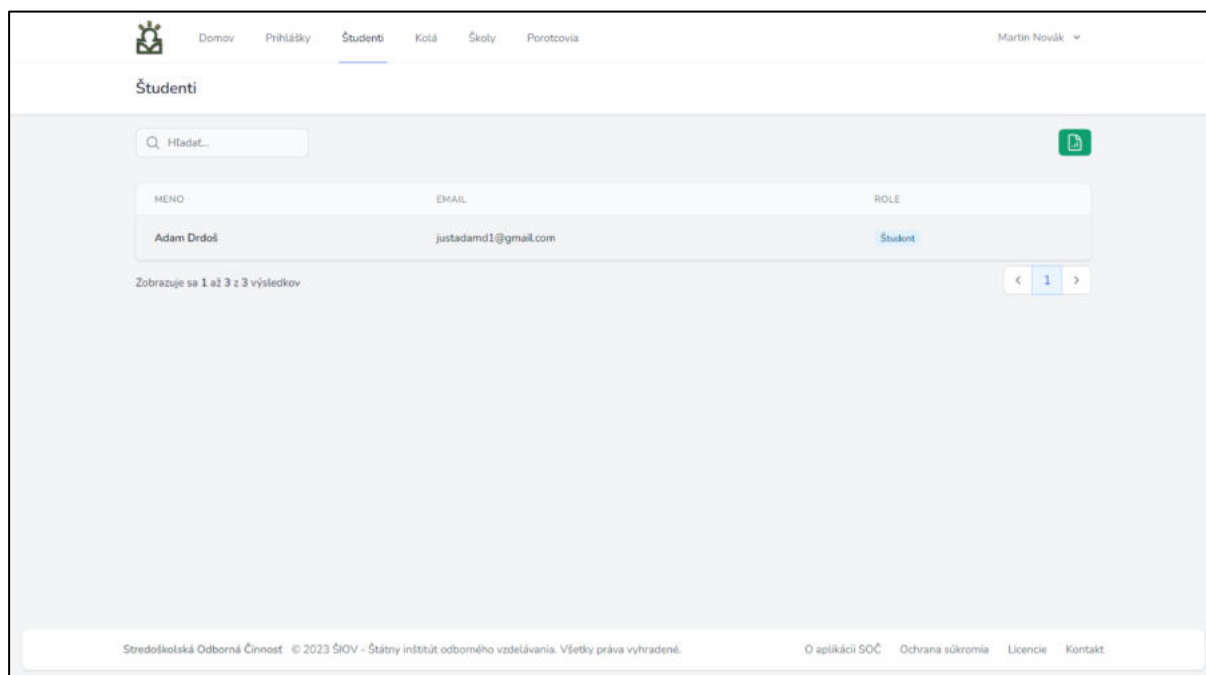 Domov Prihlášky Študenti Kolá Školy Porotcovia Martin Novák
Študenti
Hľadať...
MENO EMAIL ROLE
Adam Drdoš justadamd1@gmail.com Študent
Zobrazuje sa 1 až 3 z 3 výsledkov 1
Stredoškolská Odborná Činnosť © 2023 ŠIOV - Štátny inštitút odborného vzdelávania. Všetky práva vyhradené. O aplikácii SOČ Ochrana súkromia Licencie Kontakt